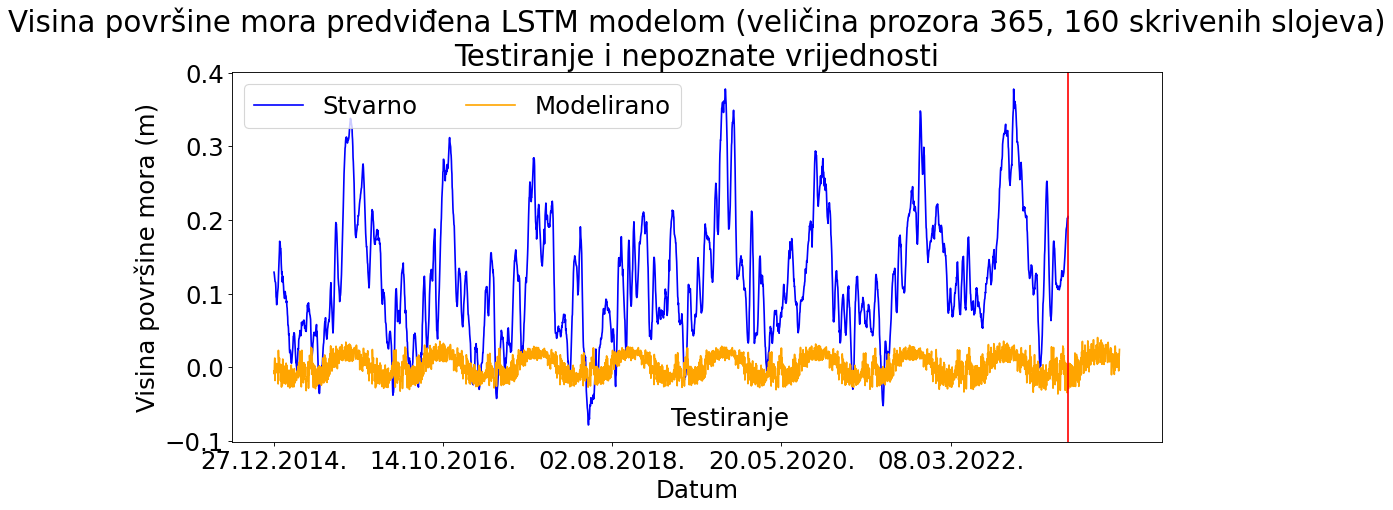 Visina površine mora predviđena LSTM modelom (veličina prozora 365, 160 skrivenih slojeva)
Testiranje i nepoznate vrijednosti
Stvarno Modelirano
Visina površine mora (m)
0.4
0.3
0.2
0.1
0.0
−0.1
Testiranje
27.12.2014. 14.10.2016. 02.08.2018. 20.05.2020. 08.03.2022.
Datum